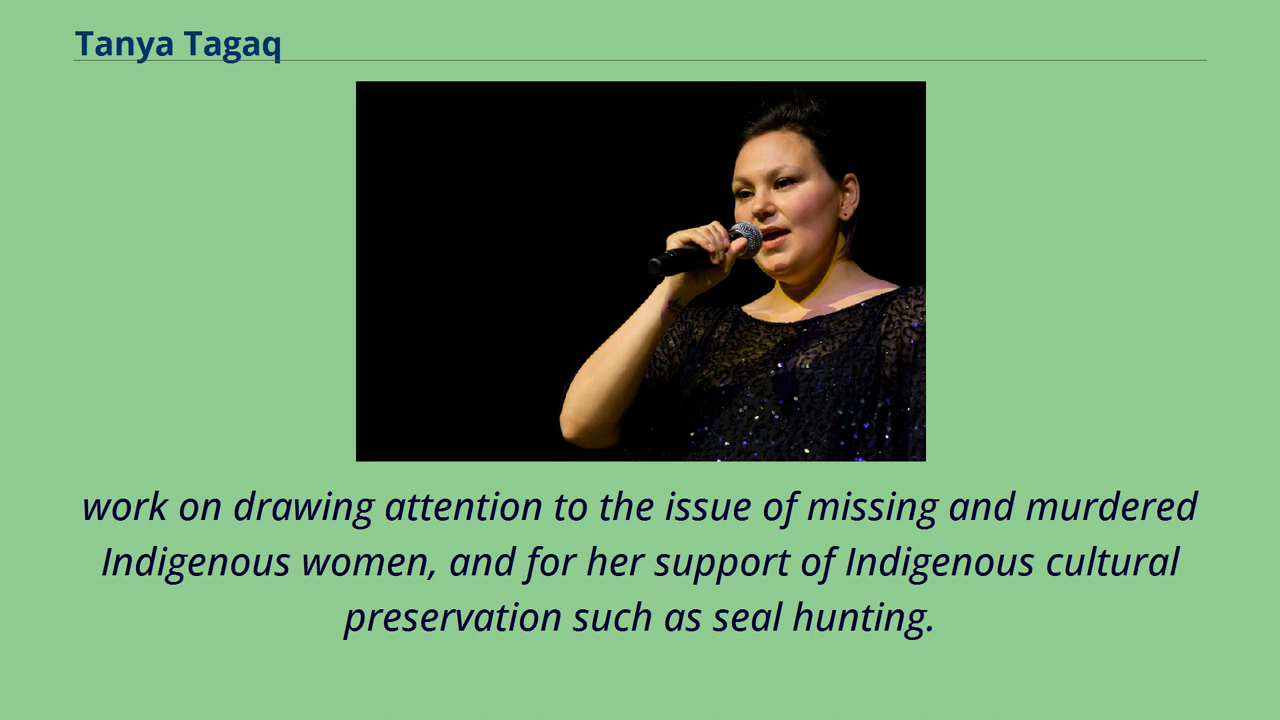 Tanya Tagaq
work on drawing attention to the issue of missing and murdered
Indigenous women, and for her support of Indigenous cultural
preservation such as seal hunting.